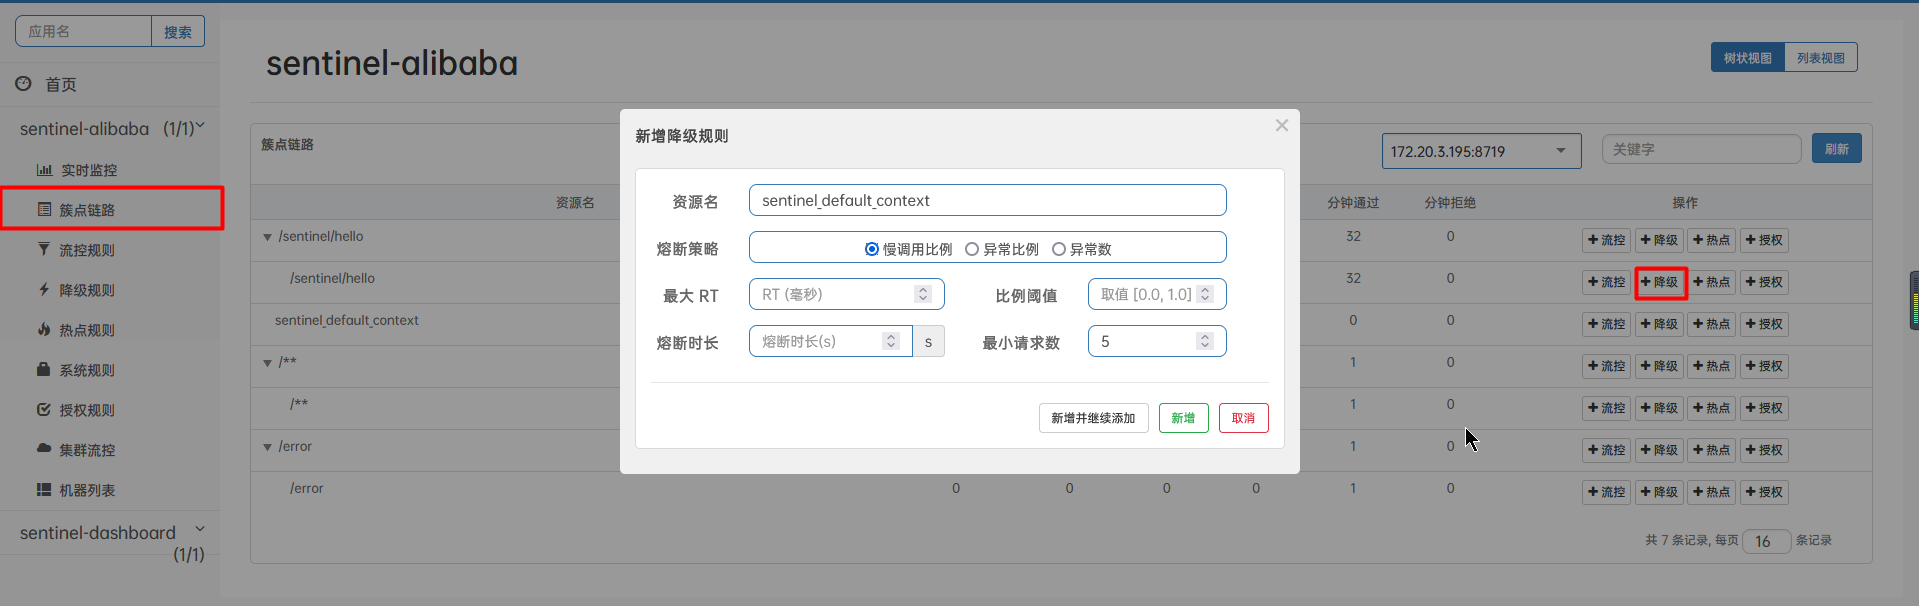 应用名 搜索
首页
sentinel-alibaba (1/1)
实时监控
簇点链路
流控规则
降级规则
热点规则
系统规则
授权规则
集群流控
机器列表
sentinel-dashboard
(1/1)
sentinel-alibaba
树状视图 列表视图
簇点链路
172.20.3.195:8719 关键字 刷新
资源名 分钟通过 分钟拒绝 操作
/sentinel/hello 32 0 流控 降级 热点 授权
/sentinel/hello 32 0 流控 降级 热点 授权
sentinel_default_context 0 0 流控 降级 热点 授权
/** 1 0 流控 降级 热点 授权
/** 1 0 流控 降级 热点 授权
/error 1 0 流控 降级 热点 授权
/error 0 0 0 0 1 0 流控 降级 热点 授权
共 7 条记录, 每页 16 条记录
新增降级规则 ×
资源名 sentinel_default_context
熔断策略 慢调用比例 异常比例 异常数
最大 RT RT (毫秒) 比例阈值 取值 [0.0, 1.0]
熔断时长 熔断时长(s) s 最小请求数 5
新增并继续添加 新增 取消